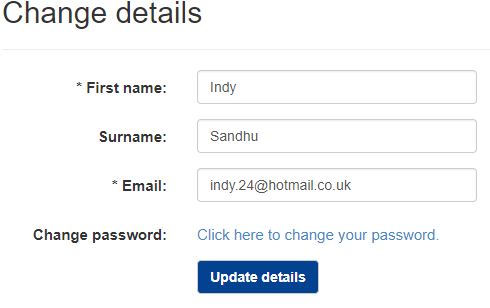 Change details
* First name: Indy
Surname: Sandhu
* Email: indy.24@hotmail.co.uk
Change password: Click here to change your password.
Update details